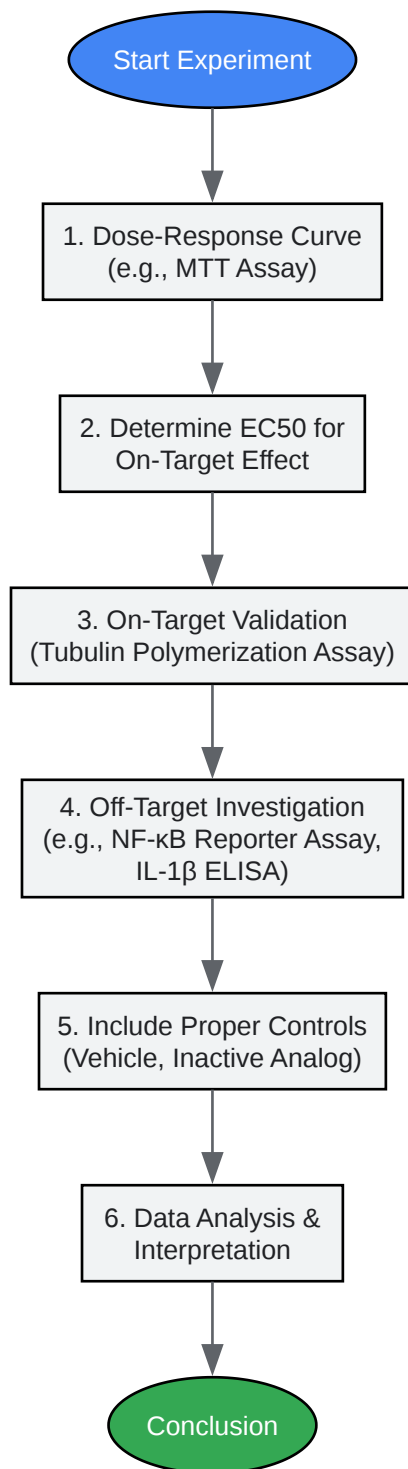 Start Experiment
1. Dose-Response Curve
(e.g., MTT Assay)
2. Determine EC50 for
On-Target Effect
3. On-Target Validation
(Tubulin Polymerization Assay)
4. Off-Target Investigation
(e.g., NF-κB Reporter Assay,
IL-1β ELISA)
5. Include Proper Controls
(Vehicle, Inactive Analog)
6. Data Analysis &
Interpretation
Conclusion